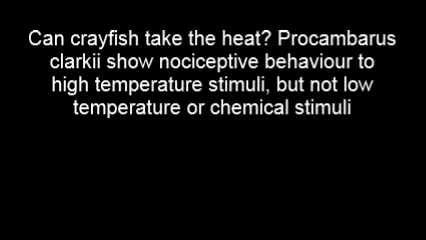 Can crayfish take the heat? Procambarus
clarkii show nociceptive behaviour to
high temperature stimuli, but not low
temperature or chemical stimuli